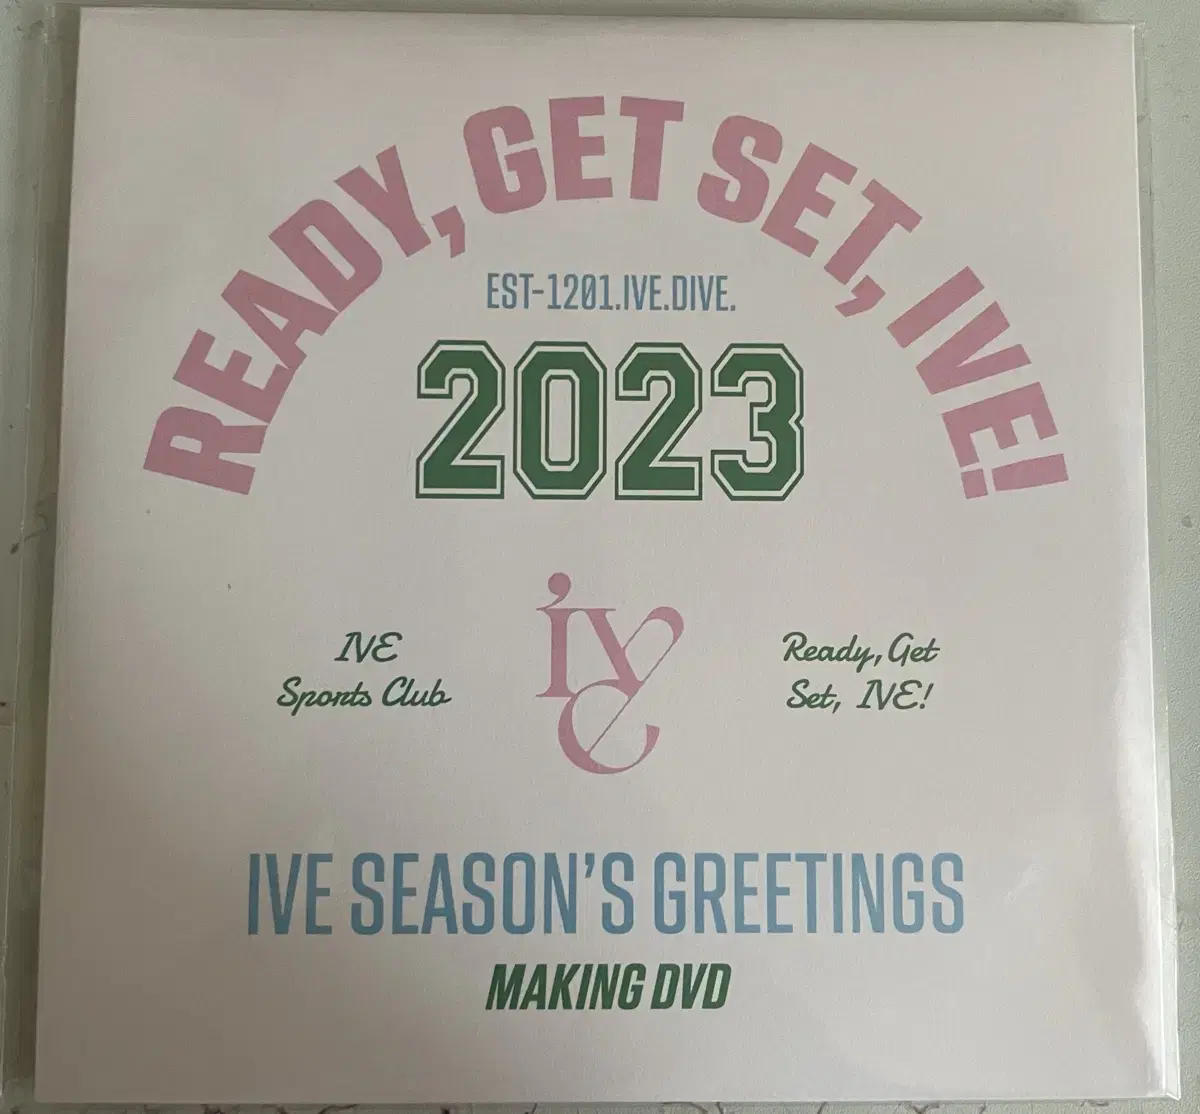 READY, GET SET, IVE!
EST-1201.IVE.DIVE.
2023
IVE
Sports Club
ive
Ready, Get
Set, IVE!
IVE SEASON'S GREETINGS
MAKING DVD